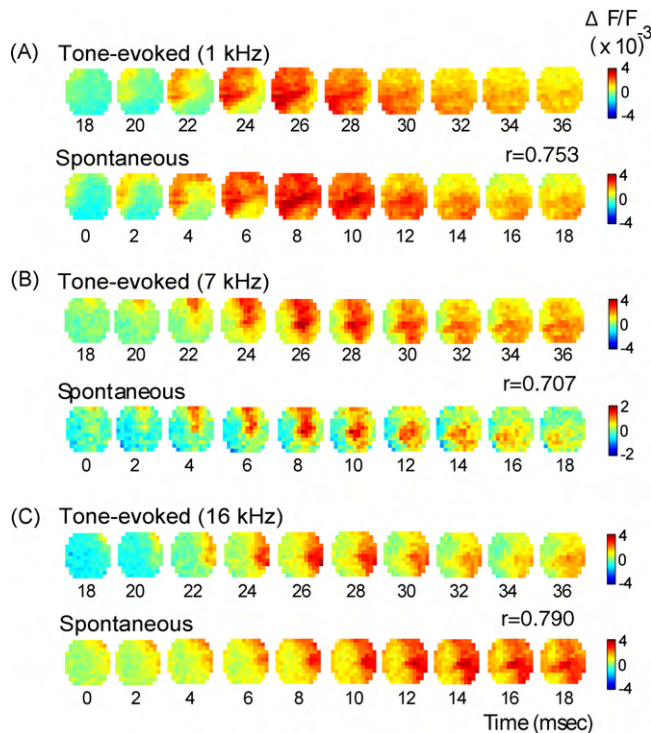 Δ F/F
(x 10)-3
(A) Tone-evoked (1 kHz)
4
0
-4
18 20 22 24 26 28 30 32 34 36
Spontaneous r=0.753
4
0
-4
0 2 4 6 8 10 12 14 16 18
(B) Tone-evoked (7 kHz)
4
0
-4
18 20 22 24 26 28 30 32 34 36
Spontaneous r=0.707
2
0
-2
0 2 4 6 8 10 12 14 16 18
(C) Tone-evoked (16 kHz)
4
0
-4
18 20 22 24 26 28 30 32 34 36
Spontaneous r=0.790
4
0
-4
0 2 4 6 8 10 12 14 16 18
Time (msec)